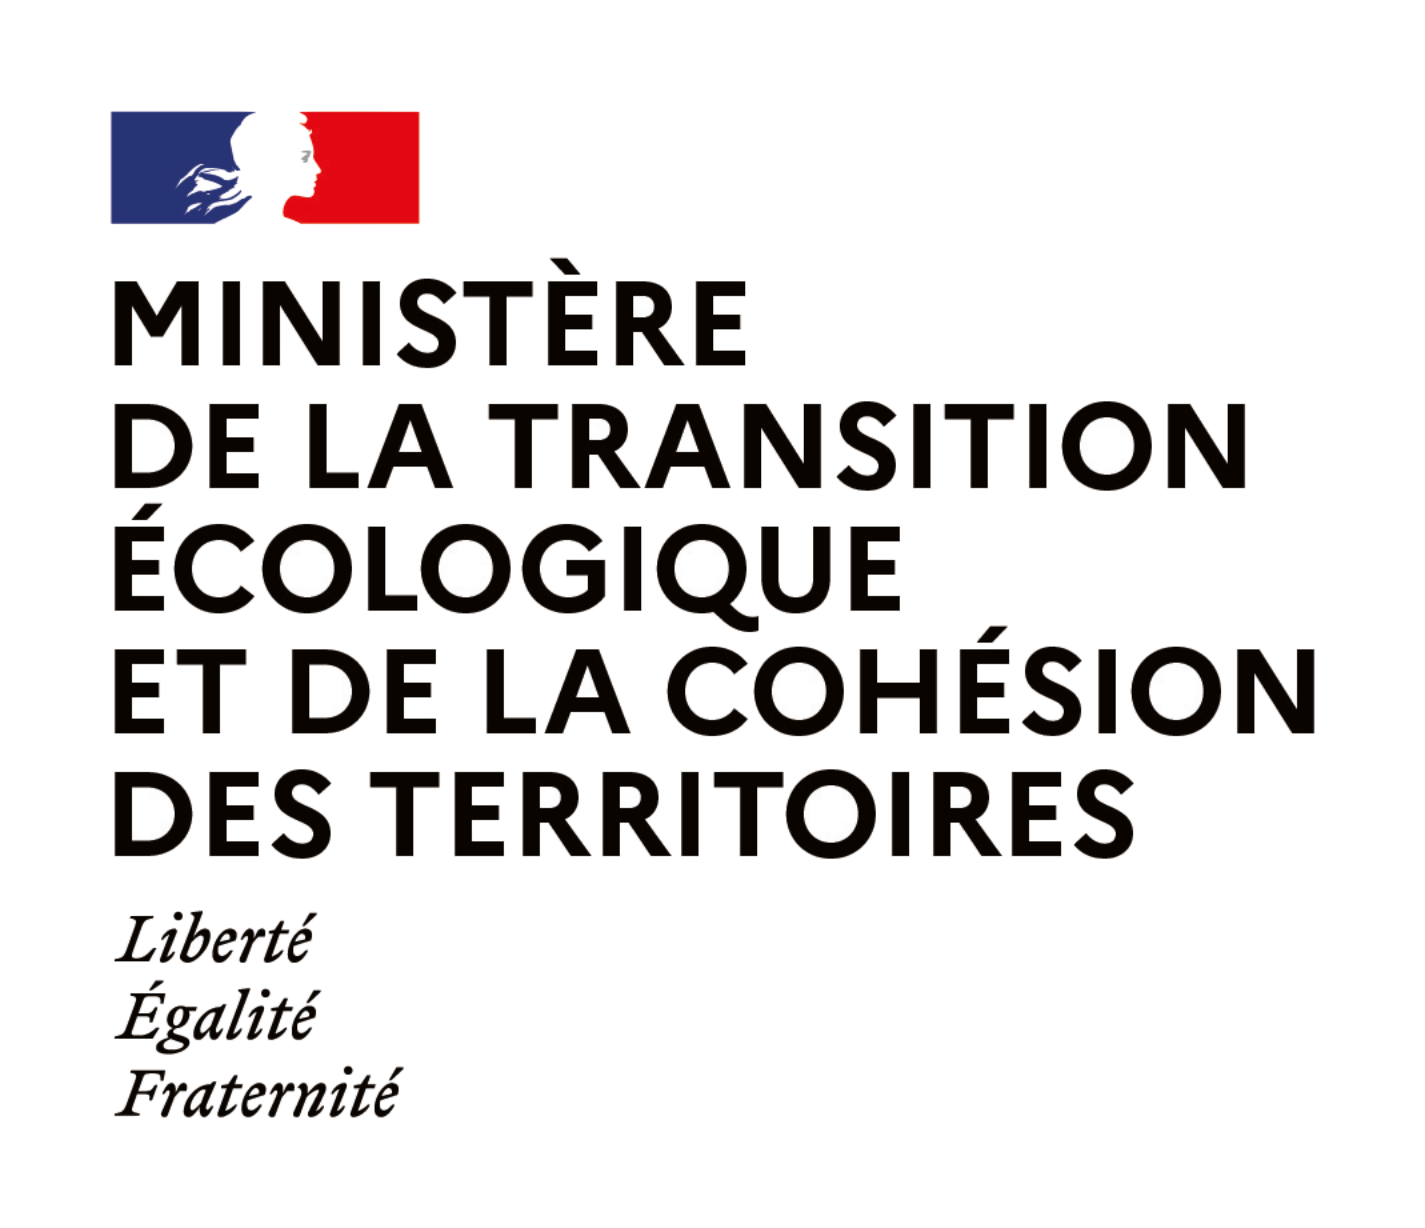 MINISTÈRE
DE LA TRANSITION
ÉCOLOGIQUE
ET DE LA COHÉSION
DES TERRITOIRES
Liberté
Égalité
Fraternité